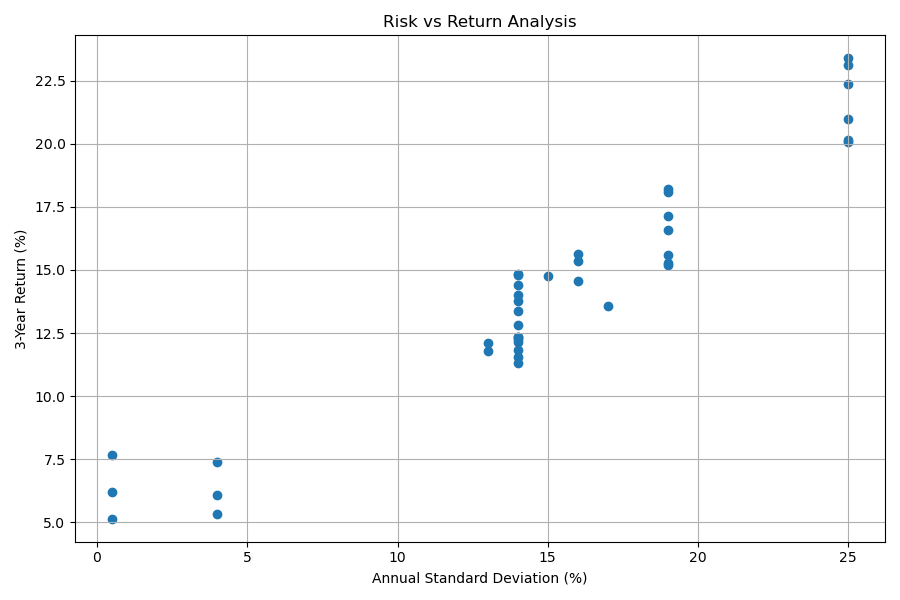 Risk vs Return Analysis
3-Year Return (%)
22.5
20.0
17.5
15.0
12.5
10.0
7.5
5.0
0 5 10 15 20 25
Annual Standard Deviation (%)